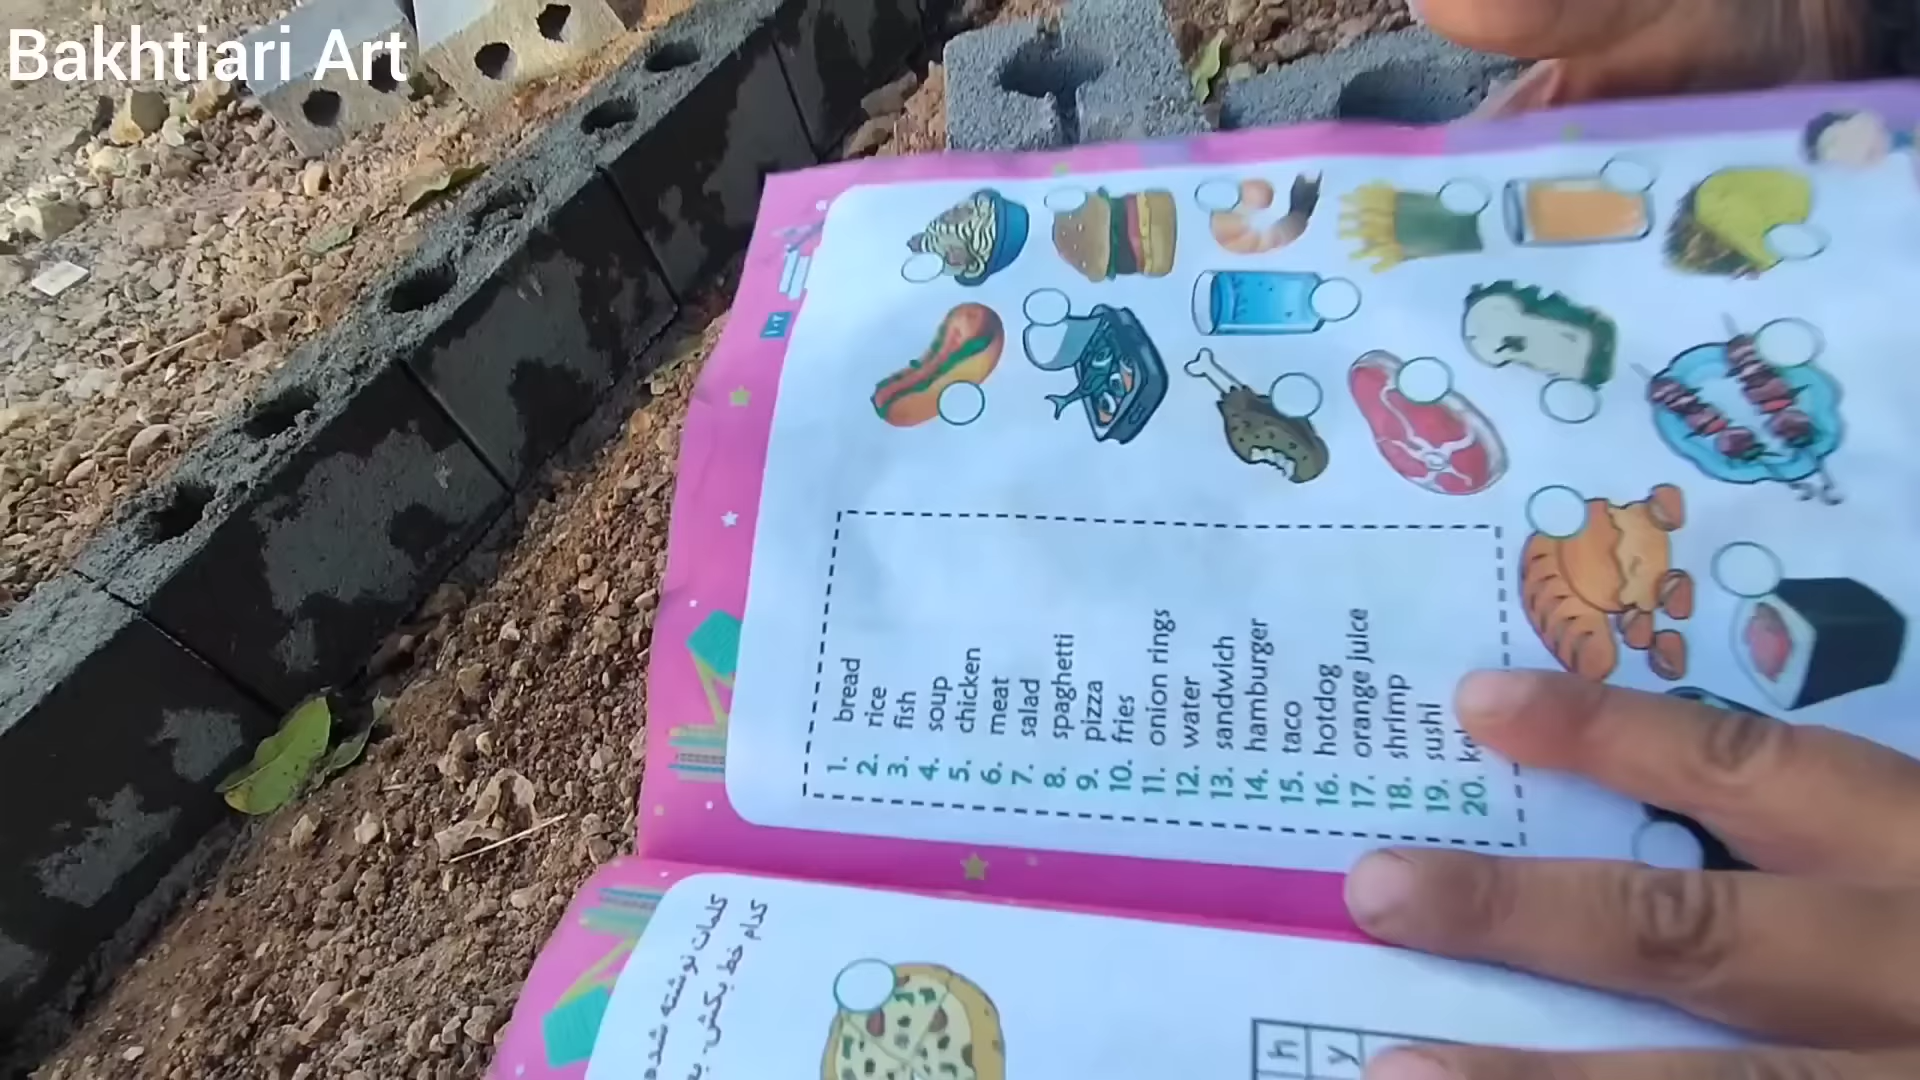 Bakhtiari Art
۱۰۲
1. bread
2. rice
3. fish
4. soup
5. chicken
6. meat
7. salad
8. spaghetti
9. pizza
10. fries
11. onion rings
12. water
13. sandwich
14. hamburger
15. taco
16. hotdog
17. orange juice
18. shrimp
19. sushi
20.
کلمات نوشته شده
کدام خط بکش
h
y